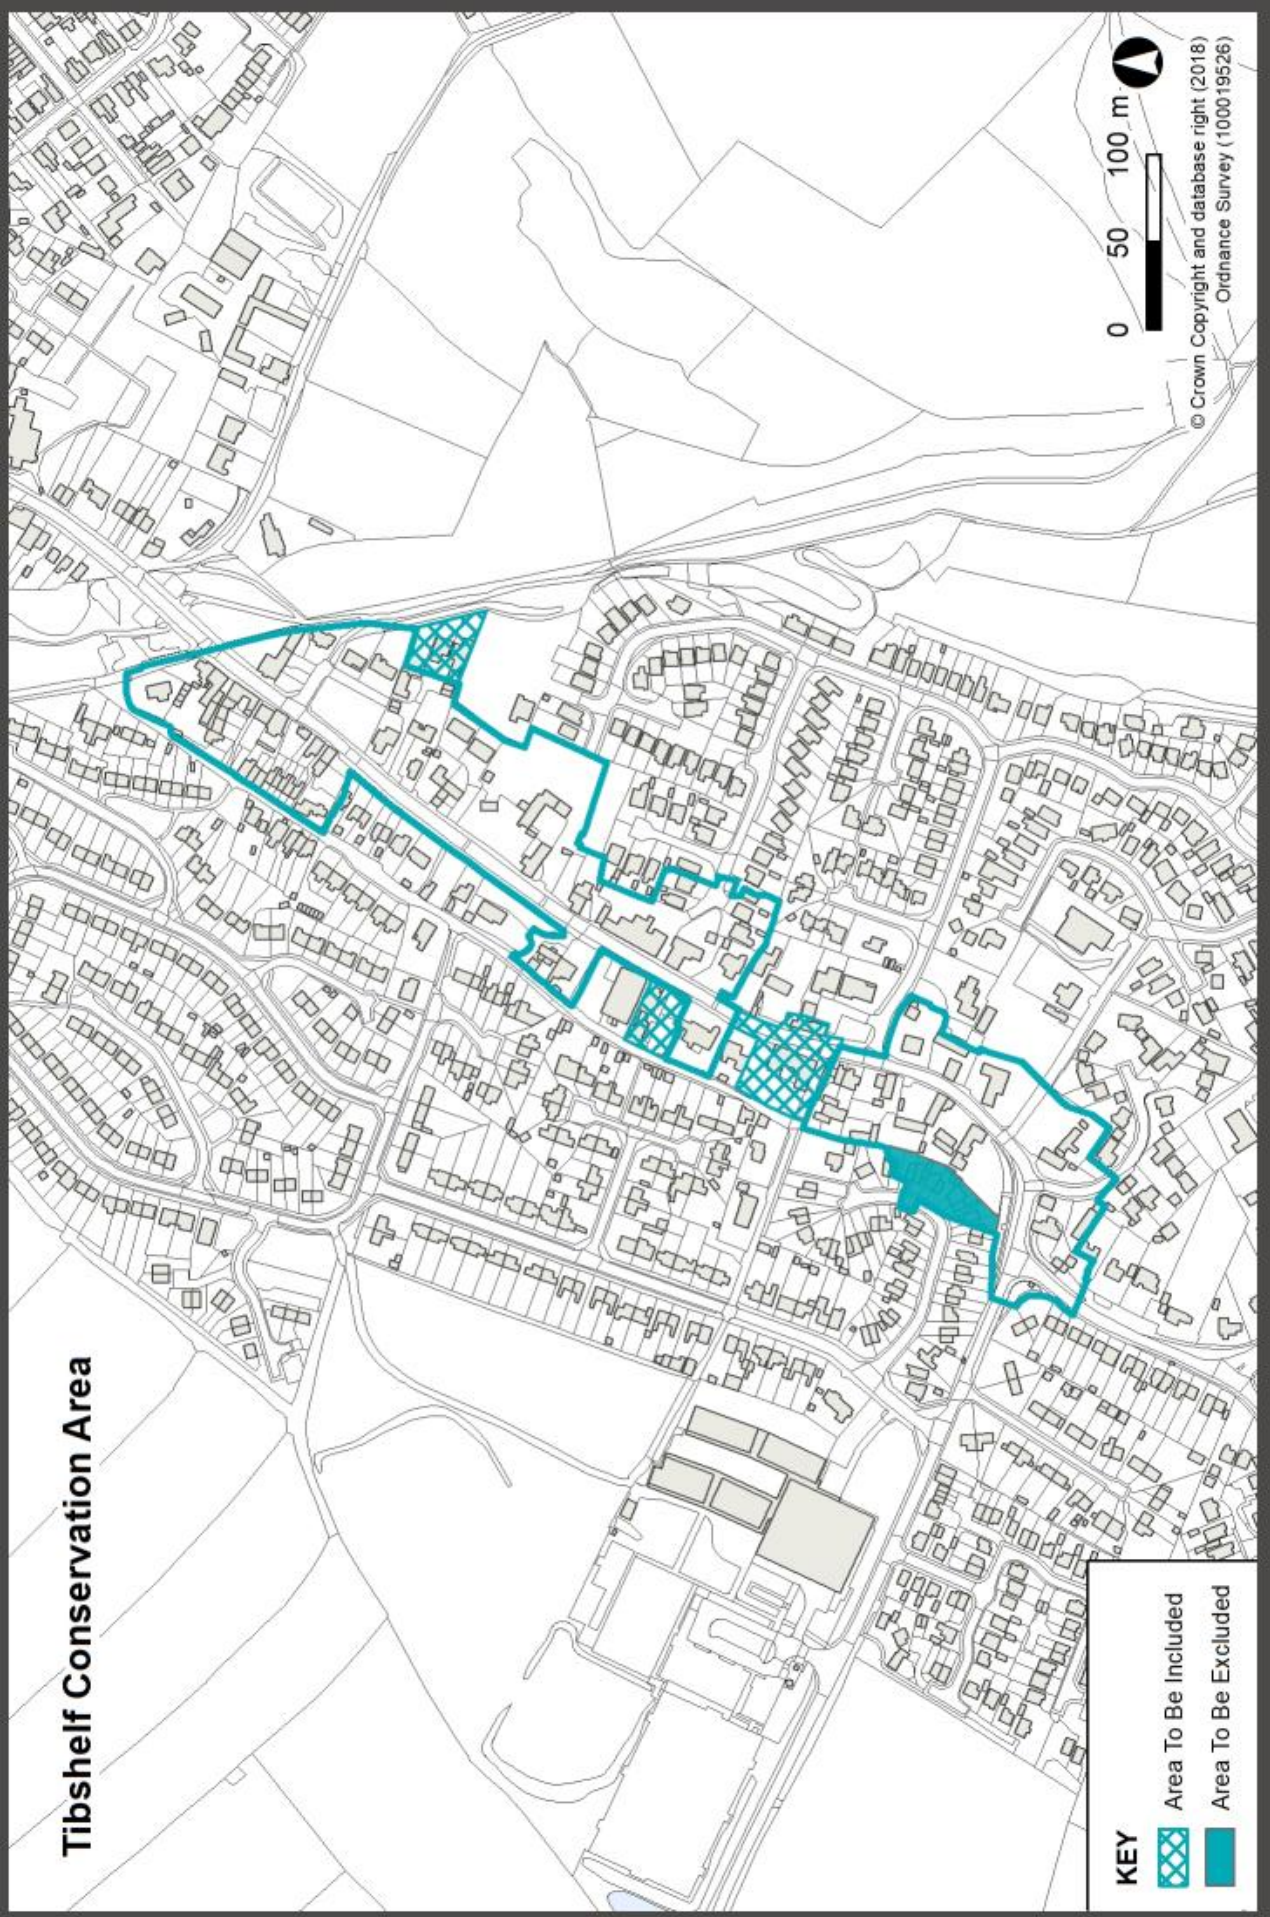 Tibshelf Conservation Area
0 50 100 m
© Crown Copyright and database right (2018)
Ordnance Survey (100019526)
KEY
Area To Be Included
Area To Be Excluded